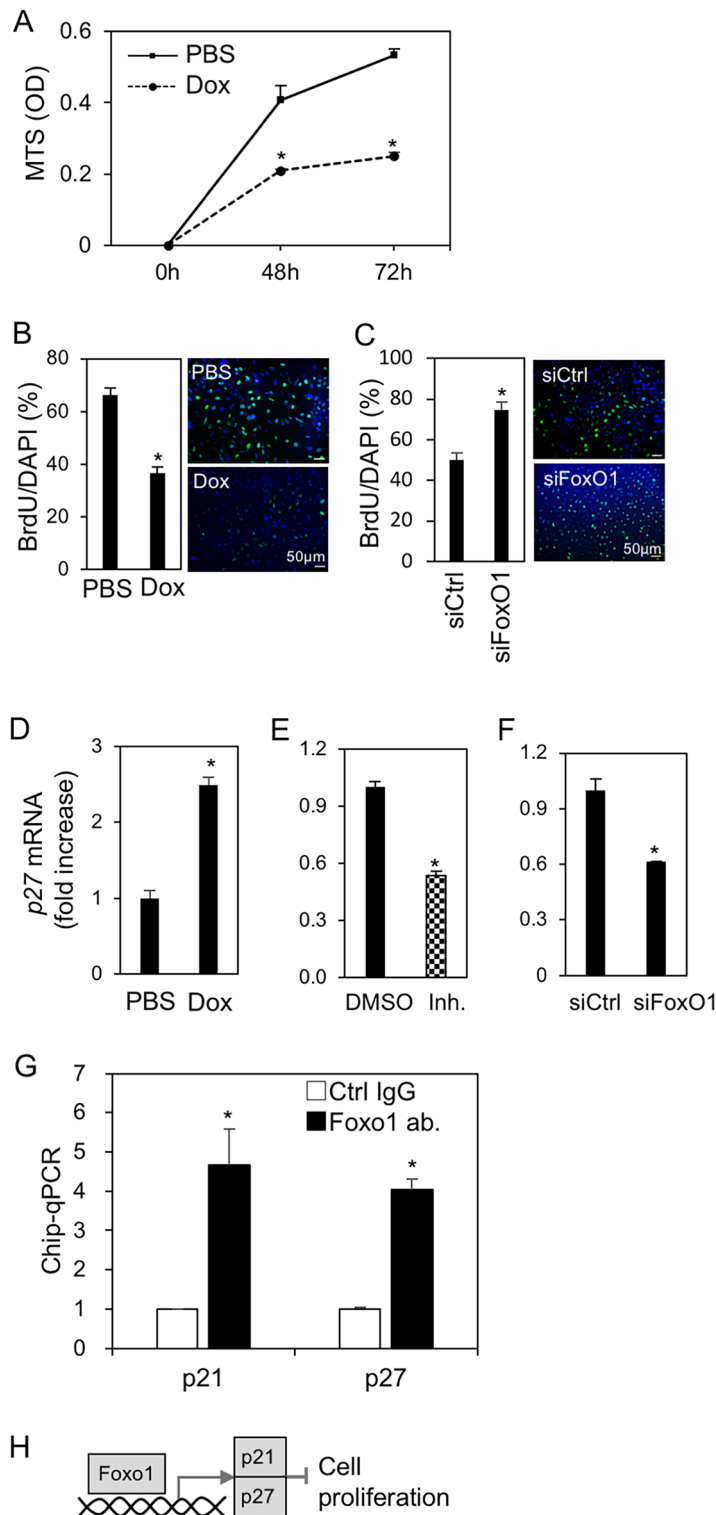 A
MTS (OD)
0.6
0.4
0.2
0
PBS
Dox
*
*
0h
48h
72h
B
BrdU/DAPI (%)
80
60
40
20
0
*
PBS
Dox
PBS
Dox
50µm
C
BrdU/DAPI (%)
100
80
60
40
20
0
*
siCtrl
siFoxO1
siCtrl
siFoxO1
50µm
D
p27 mRNA
(fold increase)
3
2
1
0
*
PBS Dox
E
1.2
0.9
0.6
0.3
0.0
*
DMSO Inh.
F
1.2
0.9
0.6
0.3
0
*
siCtrl siFoxO1
G
Chip-qPCR
7
6
5
4
3
2
1
0
Ctrl IgG
Foxo1 ab.
*
*
p21
p27
H
Foxo1
p21
p27
Cell
proliferation